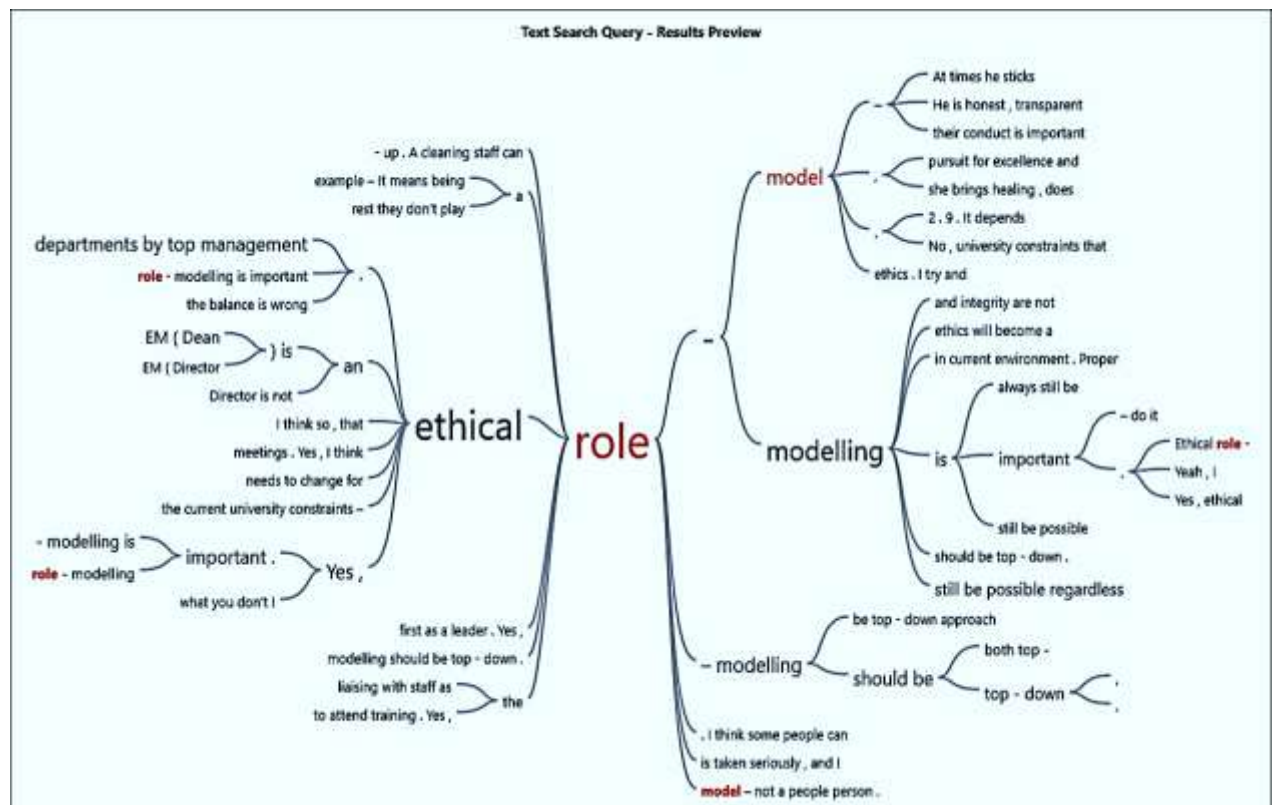 Text Search Query - Results Preview
- up . A cleaning staff can
example – It means being
rest they don't play
a
departments by top management
role - modelling is important
the balance is wrong
.
EM ( Dean
EM ( Director
) is
Director is not
an
I think so , that
meetings . Yes , I think
needs to change for
the current university constraints –
- modelling is
role - modelling
important .
what you don't I
Yes ,
ethical
first as a leader . Yes ,
modelling should be top - down .
liaising with staff as
to attend training . Yes ,
the
role
–
model
–
At times he sticks
He is honest , transparent
their conduct is important
,
pursuit for excellence and
she brings healing , does
.
2 . 9 . It depends
No , university constraints that
ethics . I try and
modelling
and integrity are not
ethics will become a
in current environment . Proper
is
always still be
important
– do it
.
Ethical role -
Yeah , I
Yes , ethical
still be possible
should be top - down .
still be possible regardless
– modelling
be top - down approach
should be
both top -
top - down
,
.
. I think some people can
is taken seriously , and I
model – not a people person .